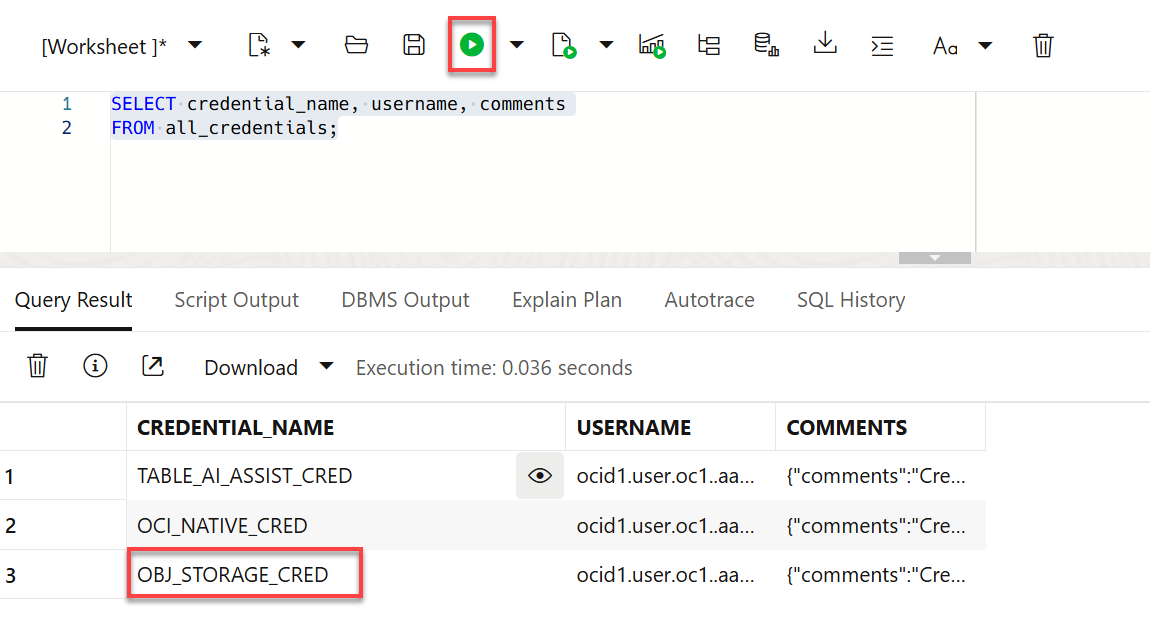 [Worksheet ]* Aa
1 SELECT credential_name, username, comments
2 FROM all_credentials;
Query Result Script Output DBMS Output Explain Plan Autotrace SQL History
Download Execution time: 0.036 seconds
CREDENTIAL_NAME USERNAME COMMENTS
1 TABLE_AI_ASSIST_CRED ocid1.user.oc1..aa... {"comments":"Cre...
2 OCI_NATIVE_CRED ocid1.user.oc1..aa... {"comments":"Cre...
3 OBJ_STORAGE_CRED ocid1.user.oc1..aa... {"comments":"Cre...